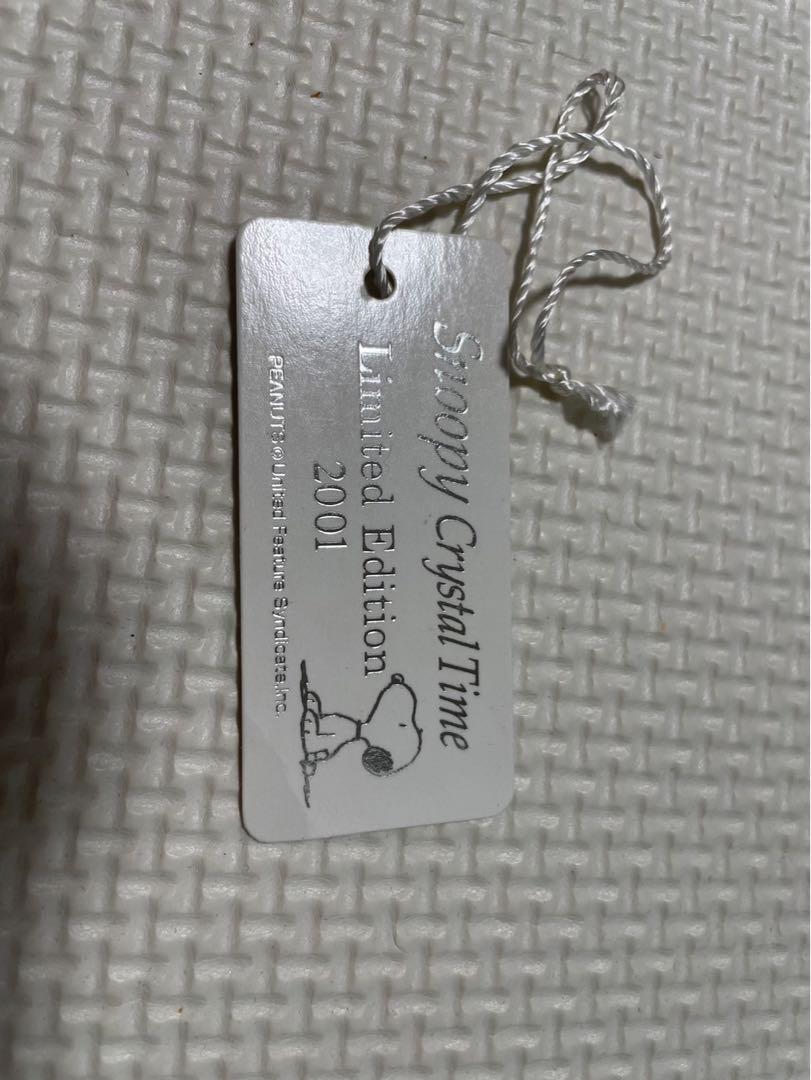 Snoopy Crystal Time
Limited Edition
2001
PEANUTS © United Feature Syndicate, Inc.